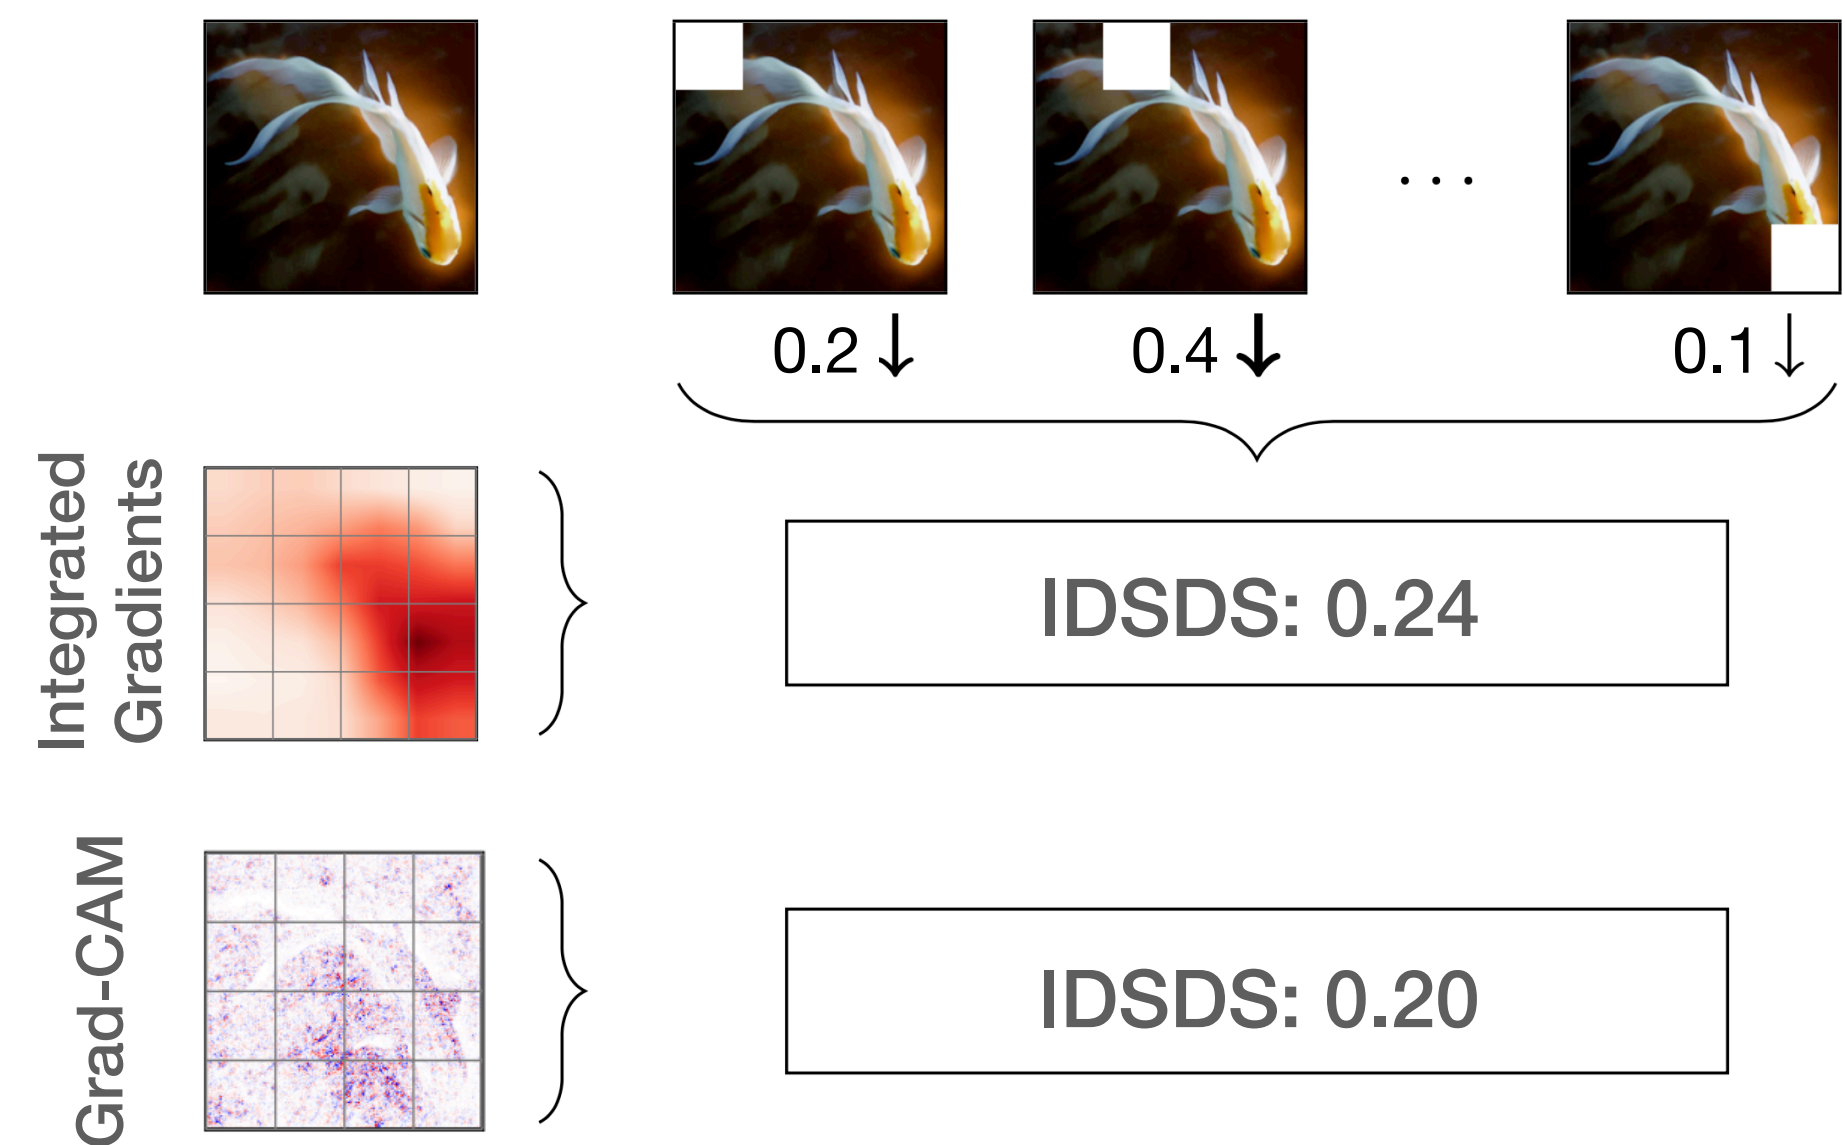 0.2 ↓
0.4 ↓
. . .
0.1 ↓
Integrated
Gradients
IDSDS: 0.24
Grad-CAM
IDSDS: 0.20